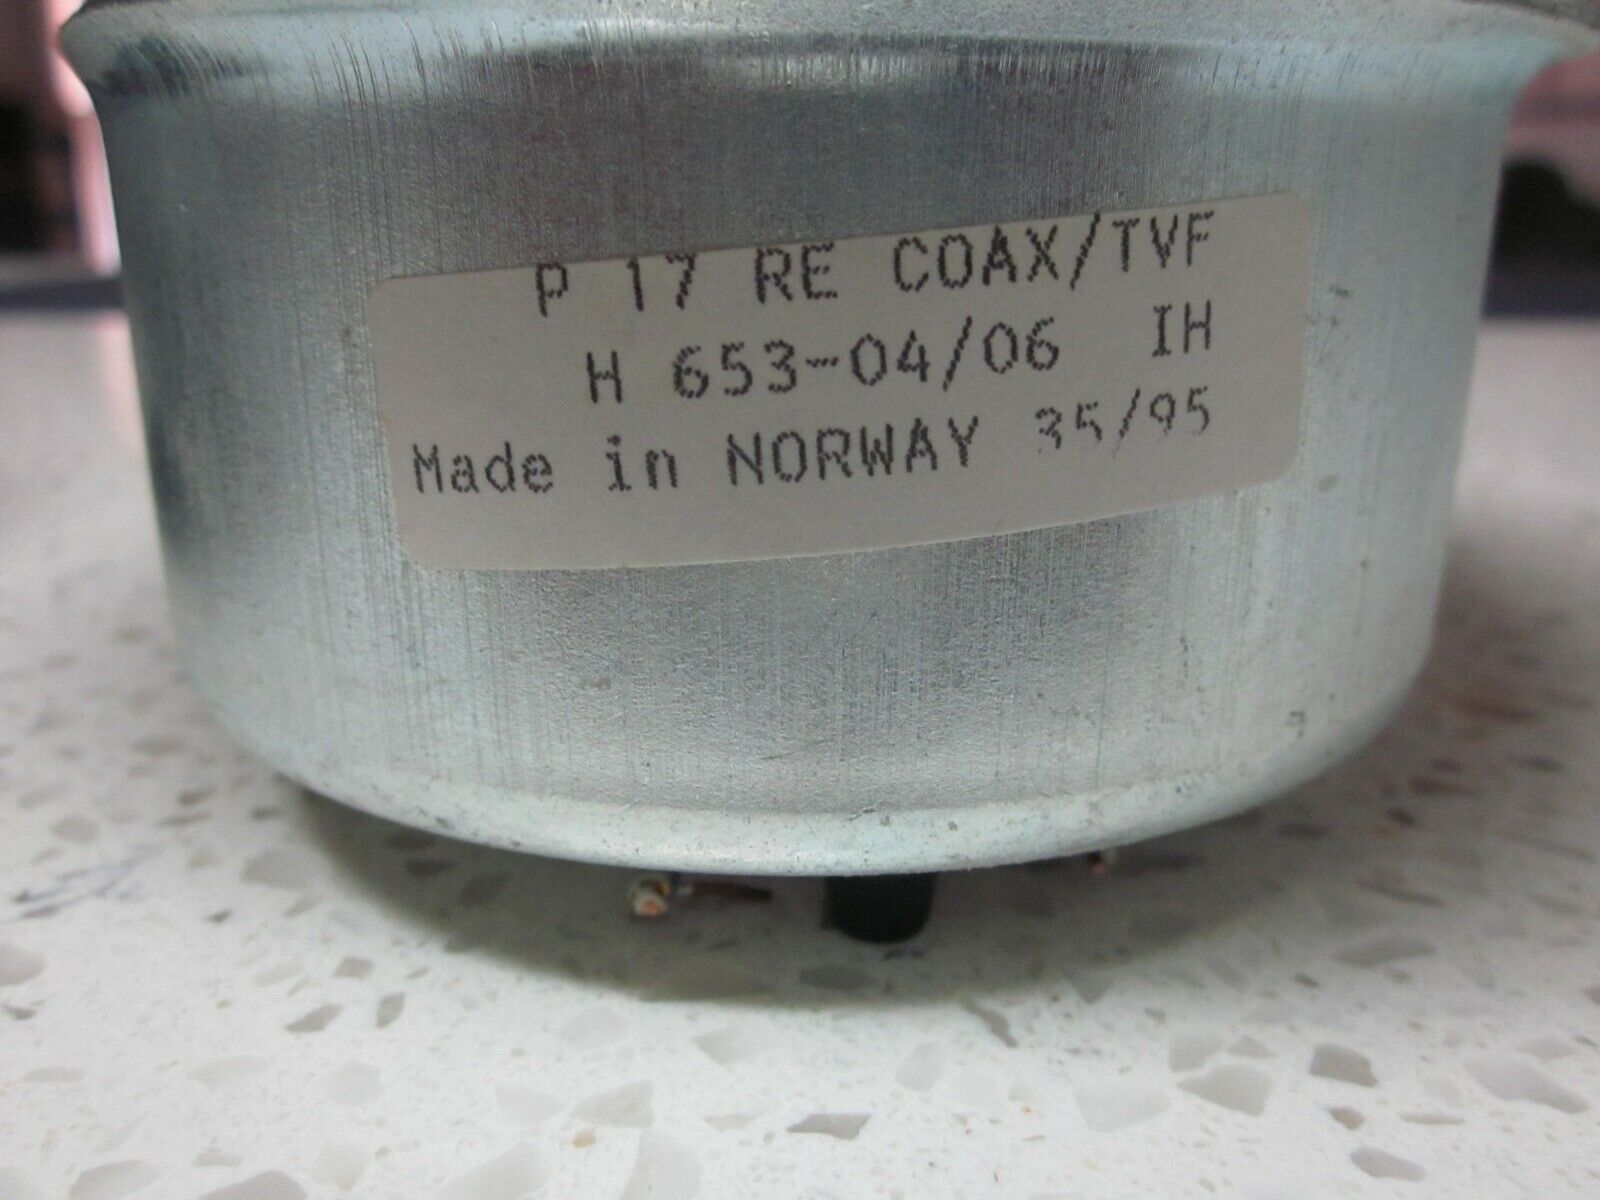 P 17 RE COAX/TVF
H 653-04/06 IH
Made in NORWAY 35/95